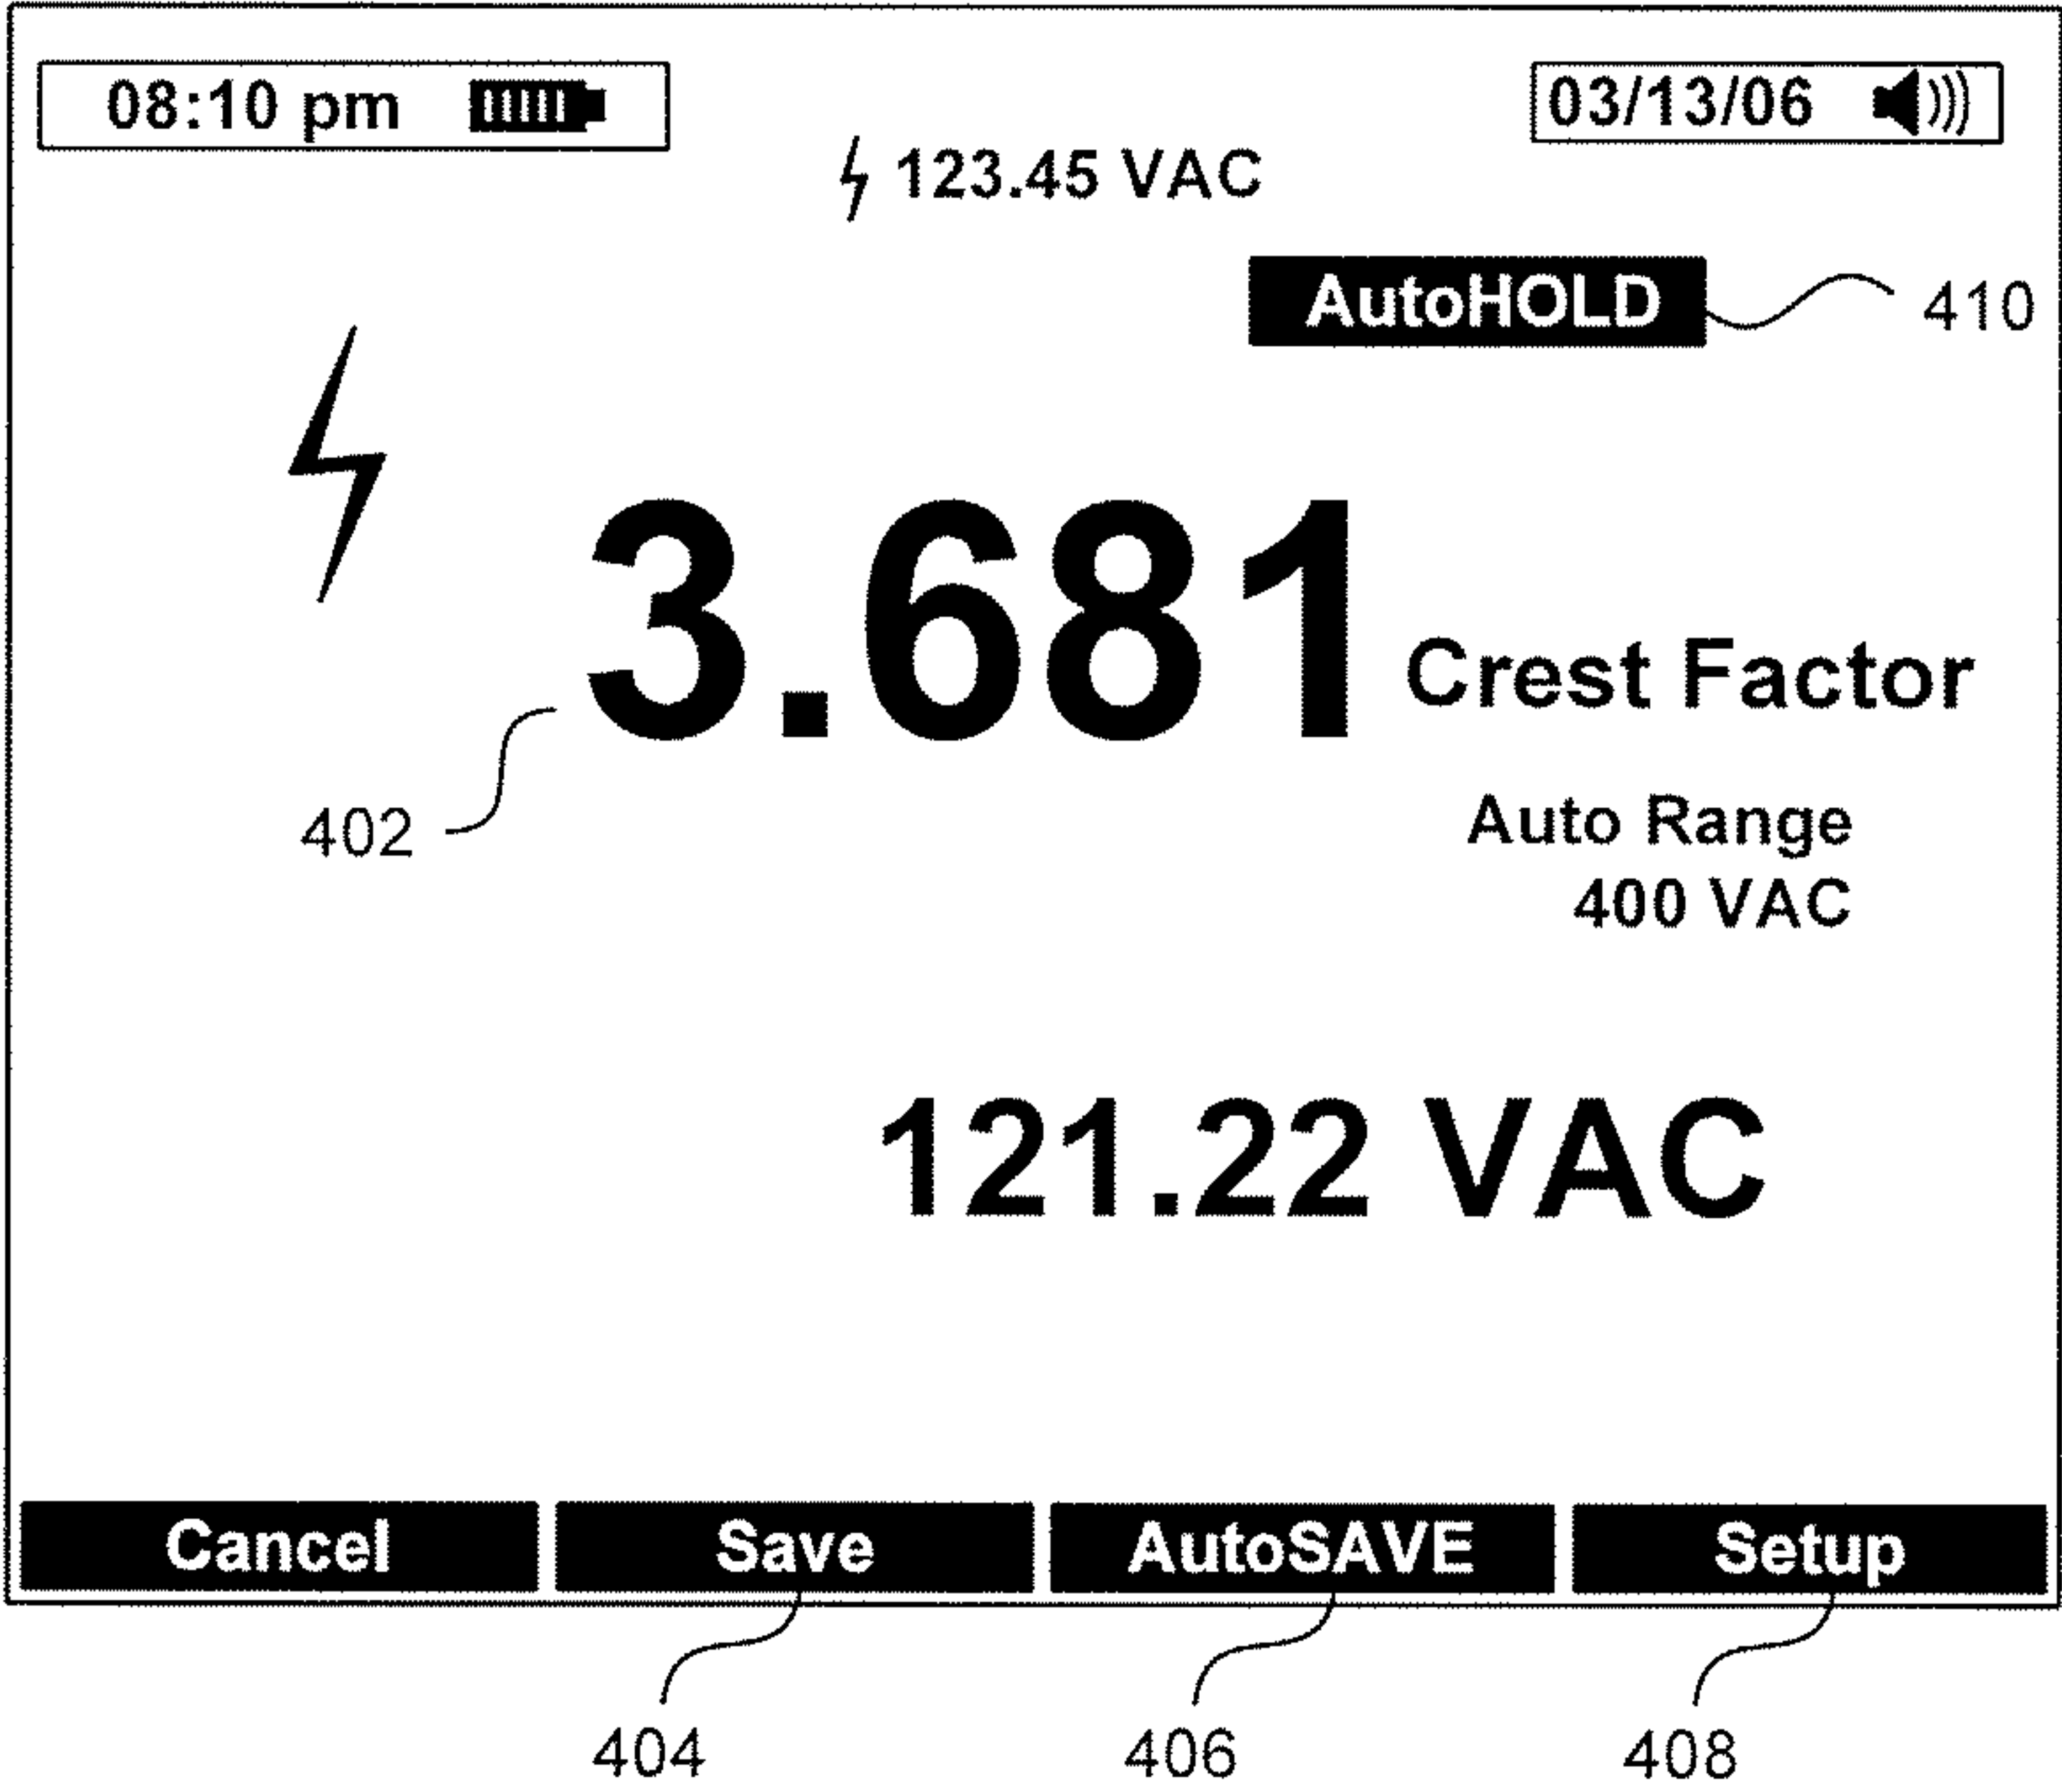 08:10 pm
03/13/06
123.45 VAC
AutoHOLD
410
3.681 Crest Factor
402
Auto Range
400 VAC
121.22 VAC
Cancel Save AutoSAVE Setup
404 406 408